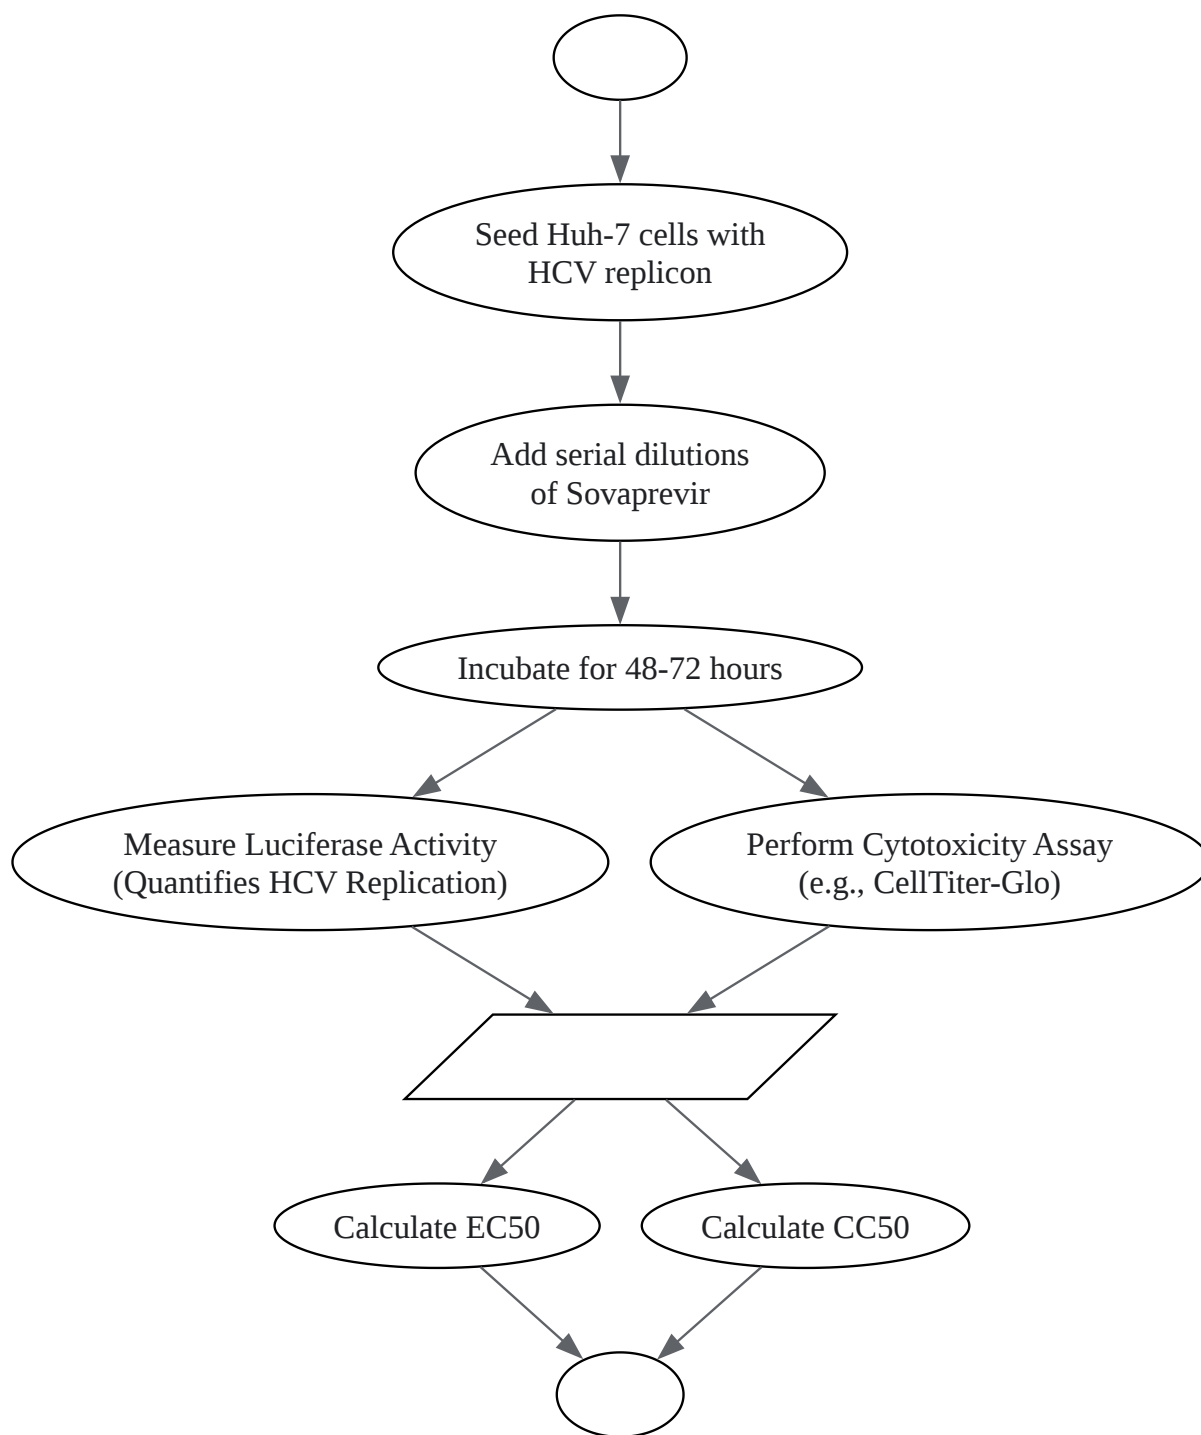 Seed Huh-7 cells with
HCV replicon
Add serial dilutions
of Sovaprevir
Incubate for 48-72 hours
Measure Luciferase Activity
(Quantifies HCV Replication)
Perform Cytotoxicity Assay
(e.g., CellTiter-Glo)
Calculate EC50
Calculate CC50